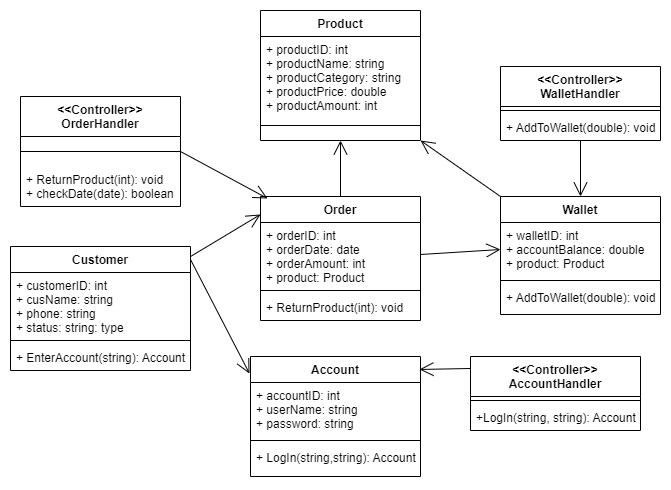 Product
+ productID: int
+ productName: string
+ productCategory: string
+ productPrice: double
+ productAmount: int
<<Controller>>
WalletHandler
+ AddToWallet(double): void
<<Controller>>
OrderHandler
+ ReturnProduct(int): void
+ checkDate(date): boolean
Order
+ orderID: int
+ orderDate: date
+ orderAmount: int
+ product: Product
+ ReturnProduct(int): void
Wallet
+ walletID: int
+ accountBalance: double
+ product: Product
+ AddToWallet(double): void
Customer
+ customerID: int
+ cusName: string
+ phone: string
+ status: string: type
+ EnterAccount(string): Account
Account
+ accountID: int
+ userName: string
+ password: string
+ LogIn(string,string): Account
<<Controller>>
AccountHandler
+LogIn(string, string): Account